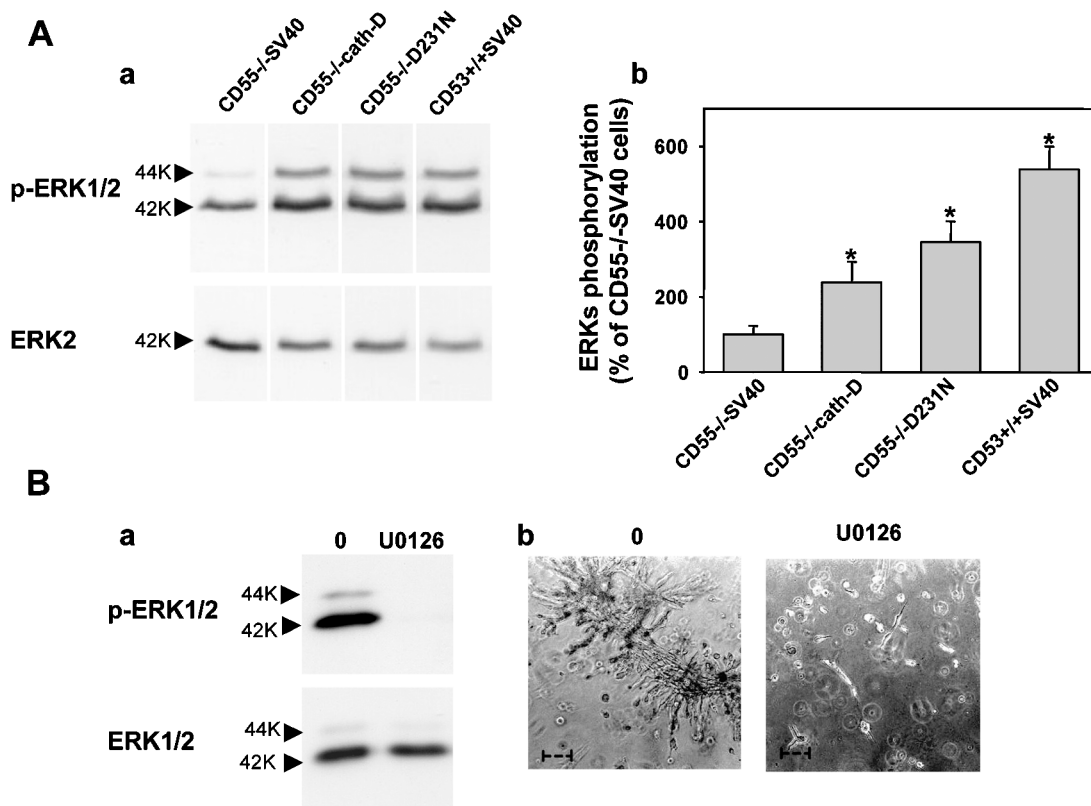 A
a
CD55-/-SV40
CD55-/-cath-D
CD55-/-D231N
CD53+/+SV40
p-ERK1/2
44K
42K
ERK2
42K
b
ERKs phosphorylation
(% of CD55-/-SV40 cells)
600
400
200
0
*
*
*
CD55-/-SV40
CD55-/-cath-D
CD55-/-D231N
CD53+/+SV40
B
a
0 U0126
p-ERK1/2
44K
42K
ERK1/2
44K
42K
b
0
U0126